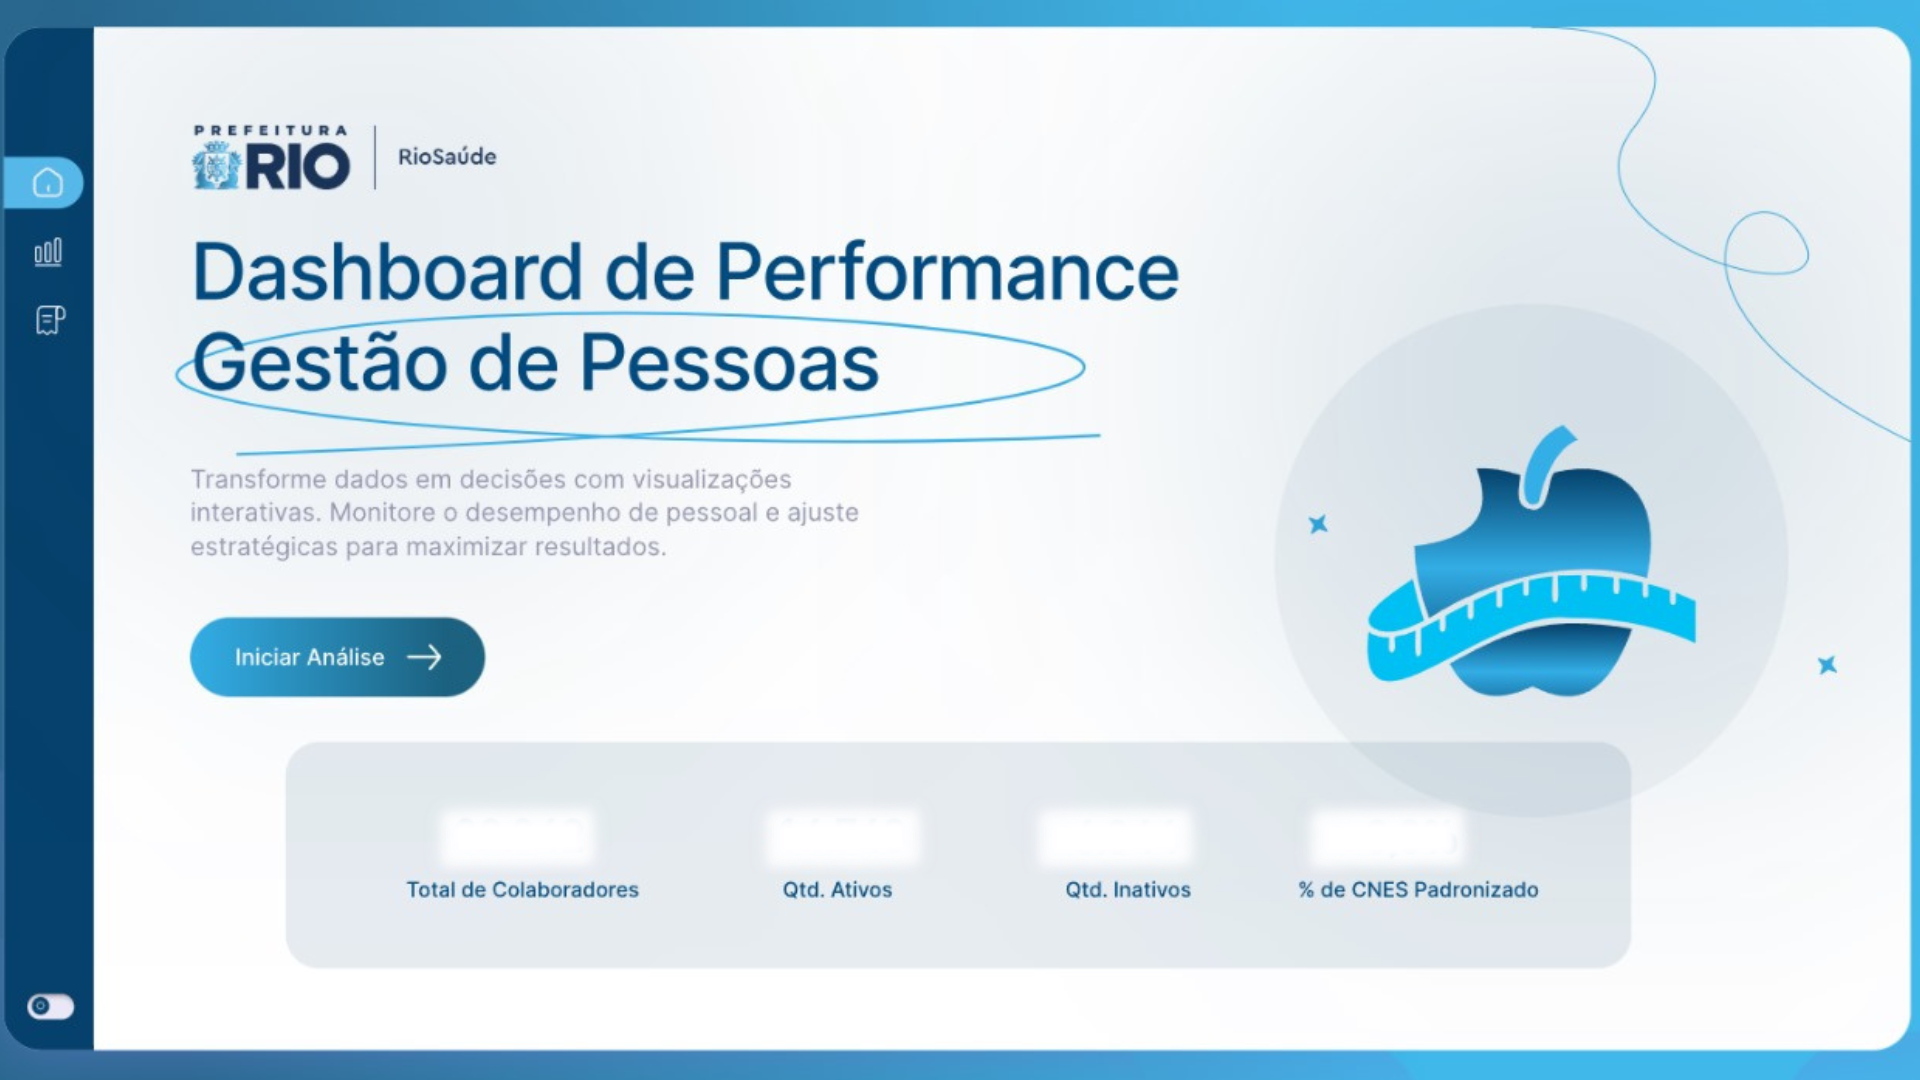 PREFEITURA
RIO
RioSaúde
Dashboard de Performance
Gestão de Pessoas
Transforme dados em decisões com visualizações
interativas. Monitore o desempenho de pessoal e ajuste
estratégicas para maximizar resultados.
Iniciar Análise
Total de Colaboradores
Qtd. Ativos
Qtd. Inativos
% de CNES Padronizado